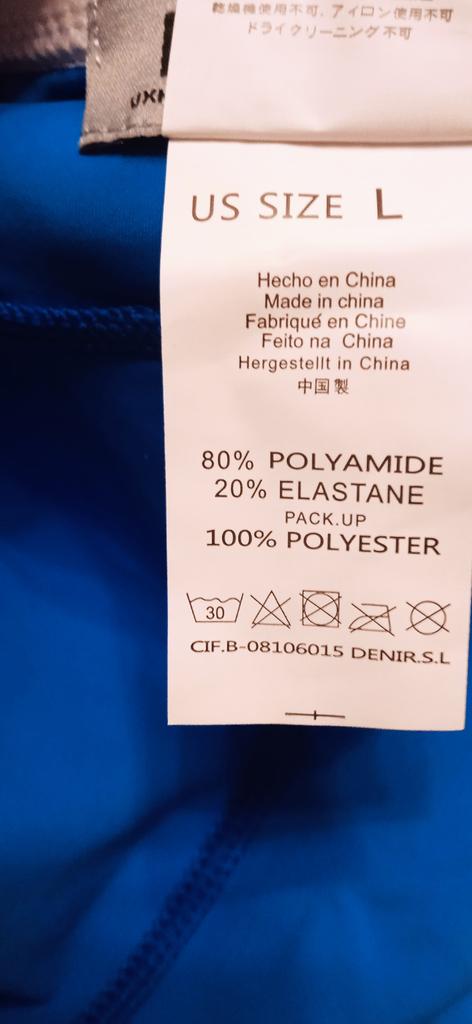 乾燥機使用不可、アイロン使用不可
ドライクリーニング不可
US SIZE L
Hecho en China
Made in china
Fabriqué en Chine
Feito na China
Hergestellt in China
中国製
80% POLYAMIDE
20% ELASTANE
PACK.UP
100% POLYESTER
30
CIF.B-08106015 DENIR.S.L